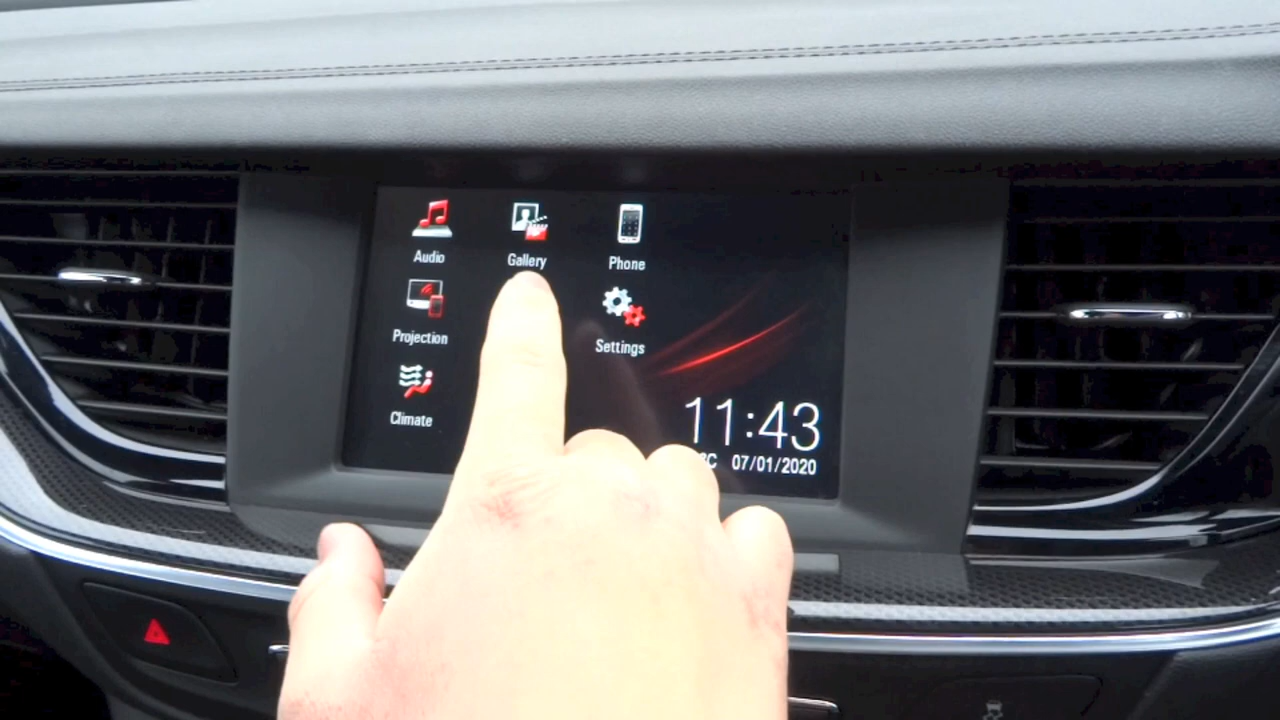 Audio
Gallery
Phone
Projection
Settings
Climate
11:43
°C 07/01/2020